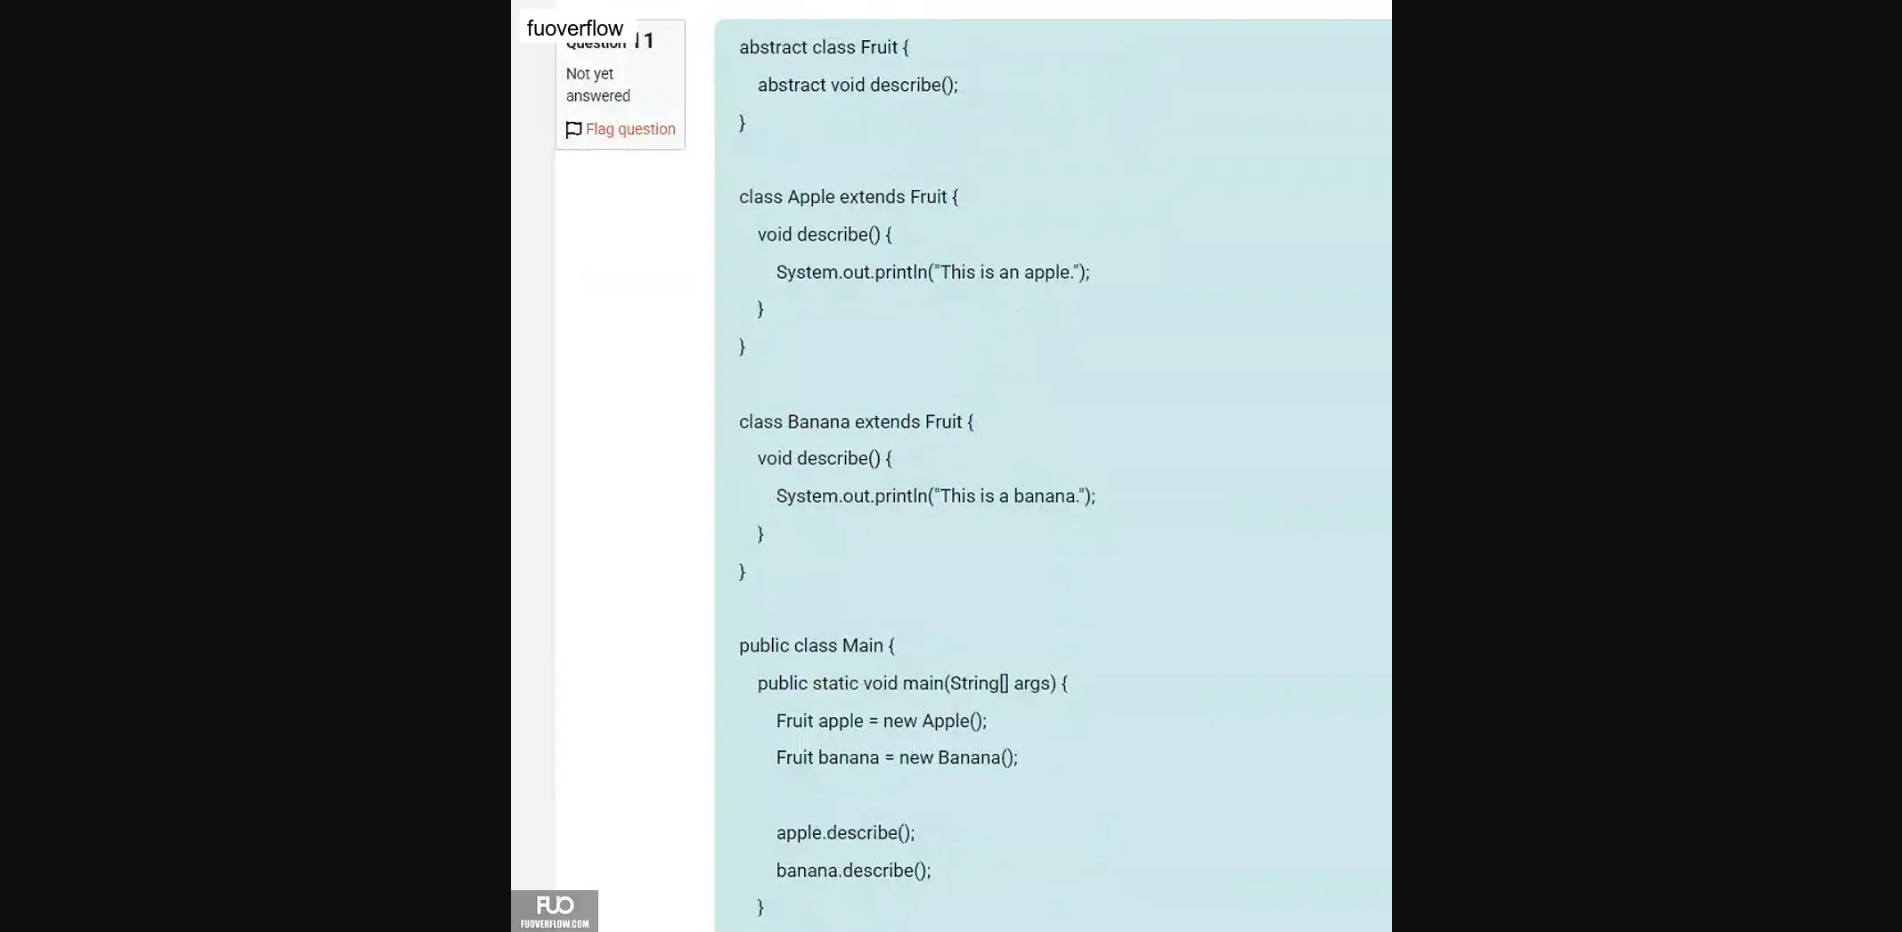 fuoverflow
Question 11
Not yet
answered
Flag question
abstract class Fruit {
abstract void describe();
}
class Apple extends Fruit {
void describe() {
System.out.println("This is an apple.");
}
}
class Banana extends Fruit {
void describe() {
System.out.println("This is a banana.");
}
}
public class Main {
public static void main(String[] args) {
Fruit apple = new Apple();
Fruit banana = new Banana();
apple.describe();
banana.describe();
}
FUO
FUOVERFLOW.COM